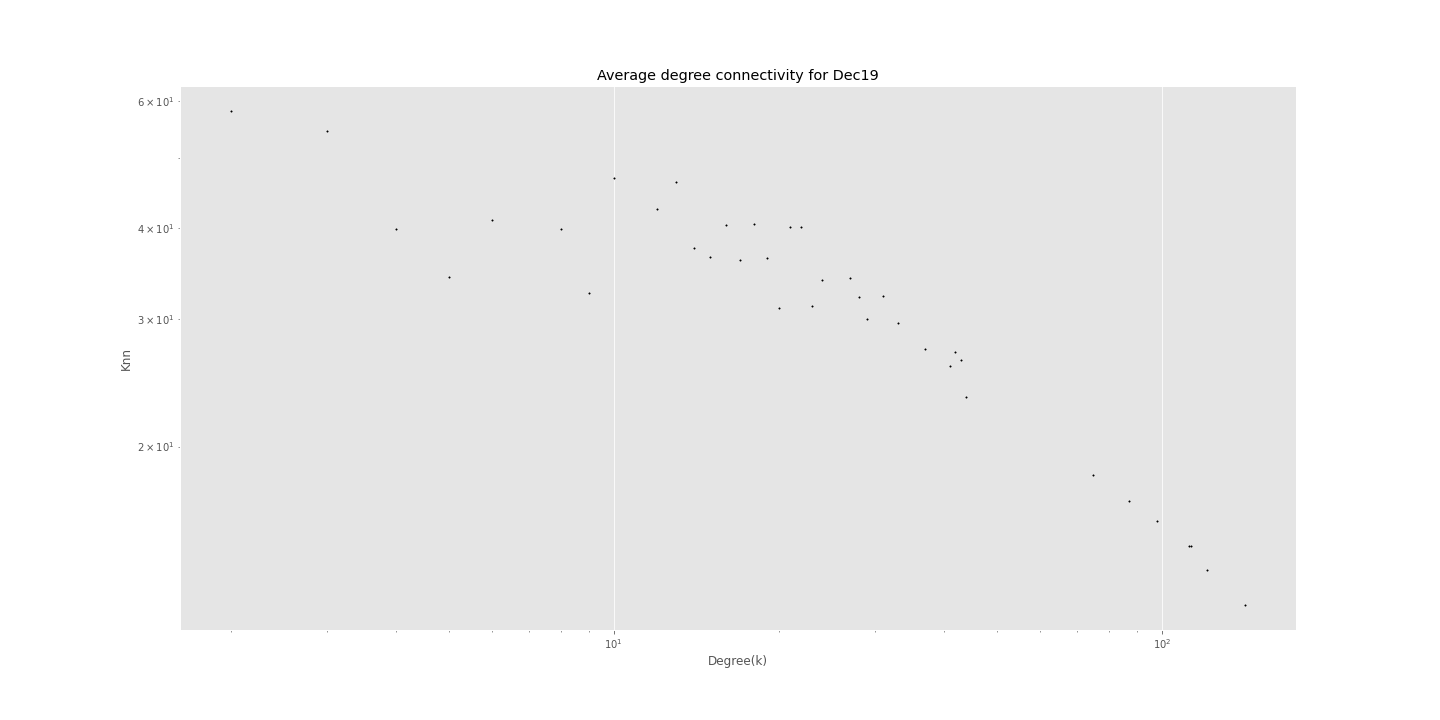 Average degree connectivity for Dec19
6 × 10¹
4 × 10¹
3 × 10¹
2 × 10¹
Knn
10¹ 10²
Degree(k)